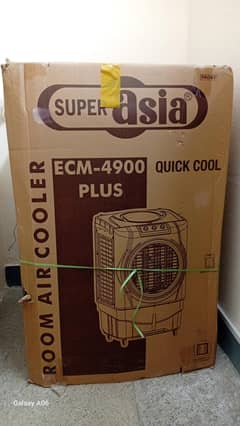 SUPER asia
ECM-4900
PLUS
QUICK COOL
ROOM AIR COOLER
Galaxy A06